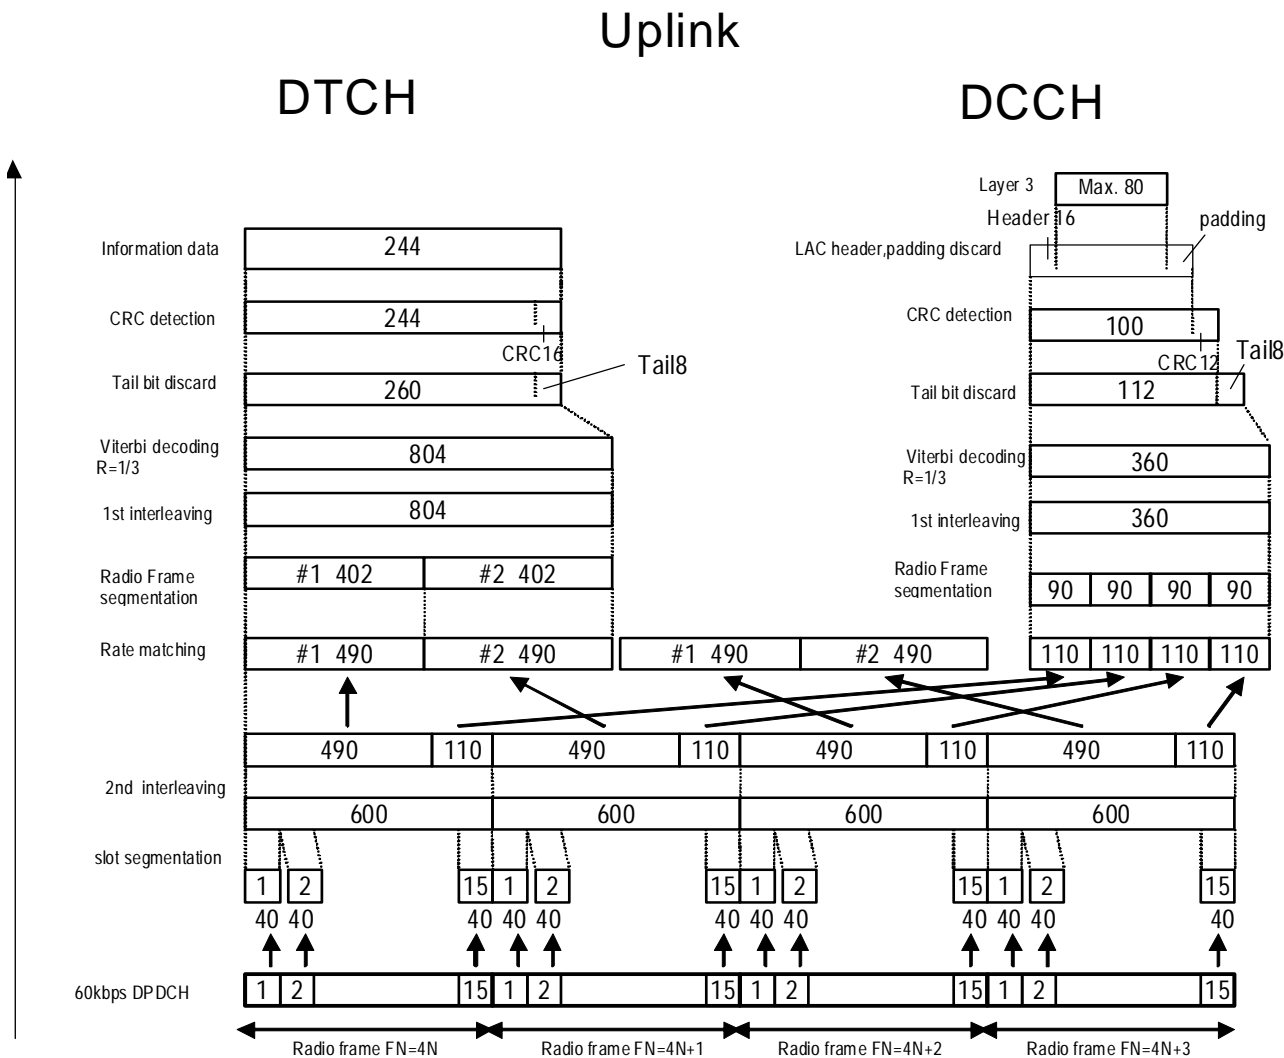 Uplink
DTCH
DCCH
Layer 3
Max. 80
Header 16
padding
Information data
244
LAC header,padding discard
CRC detection
244
CRC detection
100
CRC16
CRC12
Tail8
Tail8
Tail bit discard
260
Tail bit discard
112
Viterbi decoding
R=1/3
804
Viterbi decoding
R=1/3
360
1st interleaving
804
1st interleaving
360
Radio Frame
segmentation
#1 402
#2 402
Radio Frame
segmentation
90 90 90 90
Rate matching
#1 490
#2 490
#1 490
#2 490
110 110 110 110
490 110 490 110 490 110 490 110
2nd interleaving
600 600 600 600
slot segmentation
1 2 15 1 2 15 1 2 15 1 2 15
40 40 40 40 40 40 40 40 40 40 40 40
60kbps DPDCH
1 2 15 1 2 15 1 2 15 1 2 15
Radio frame FN=4N
Radio frame FN=4N+1
Radio frame FN=4N+2
Radio frame FN=4N+3